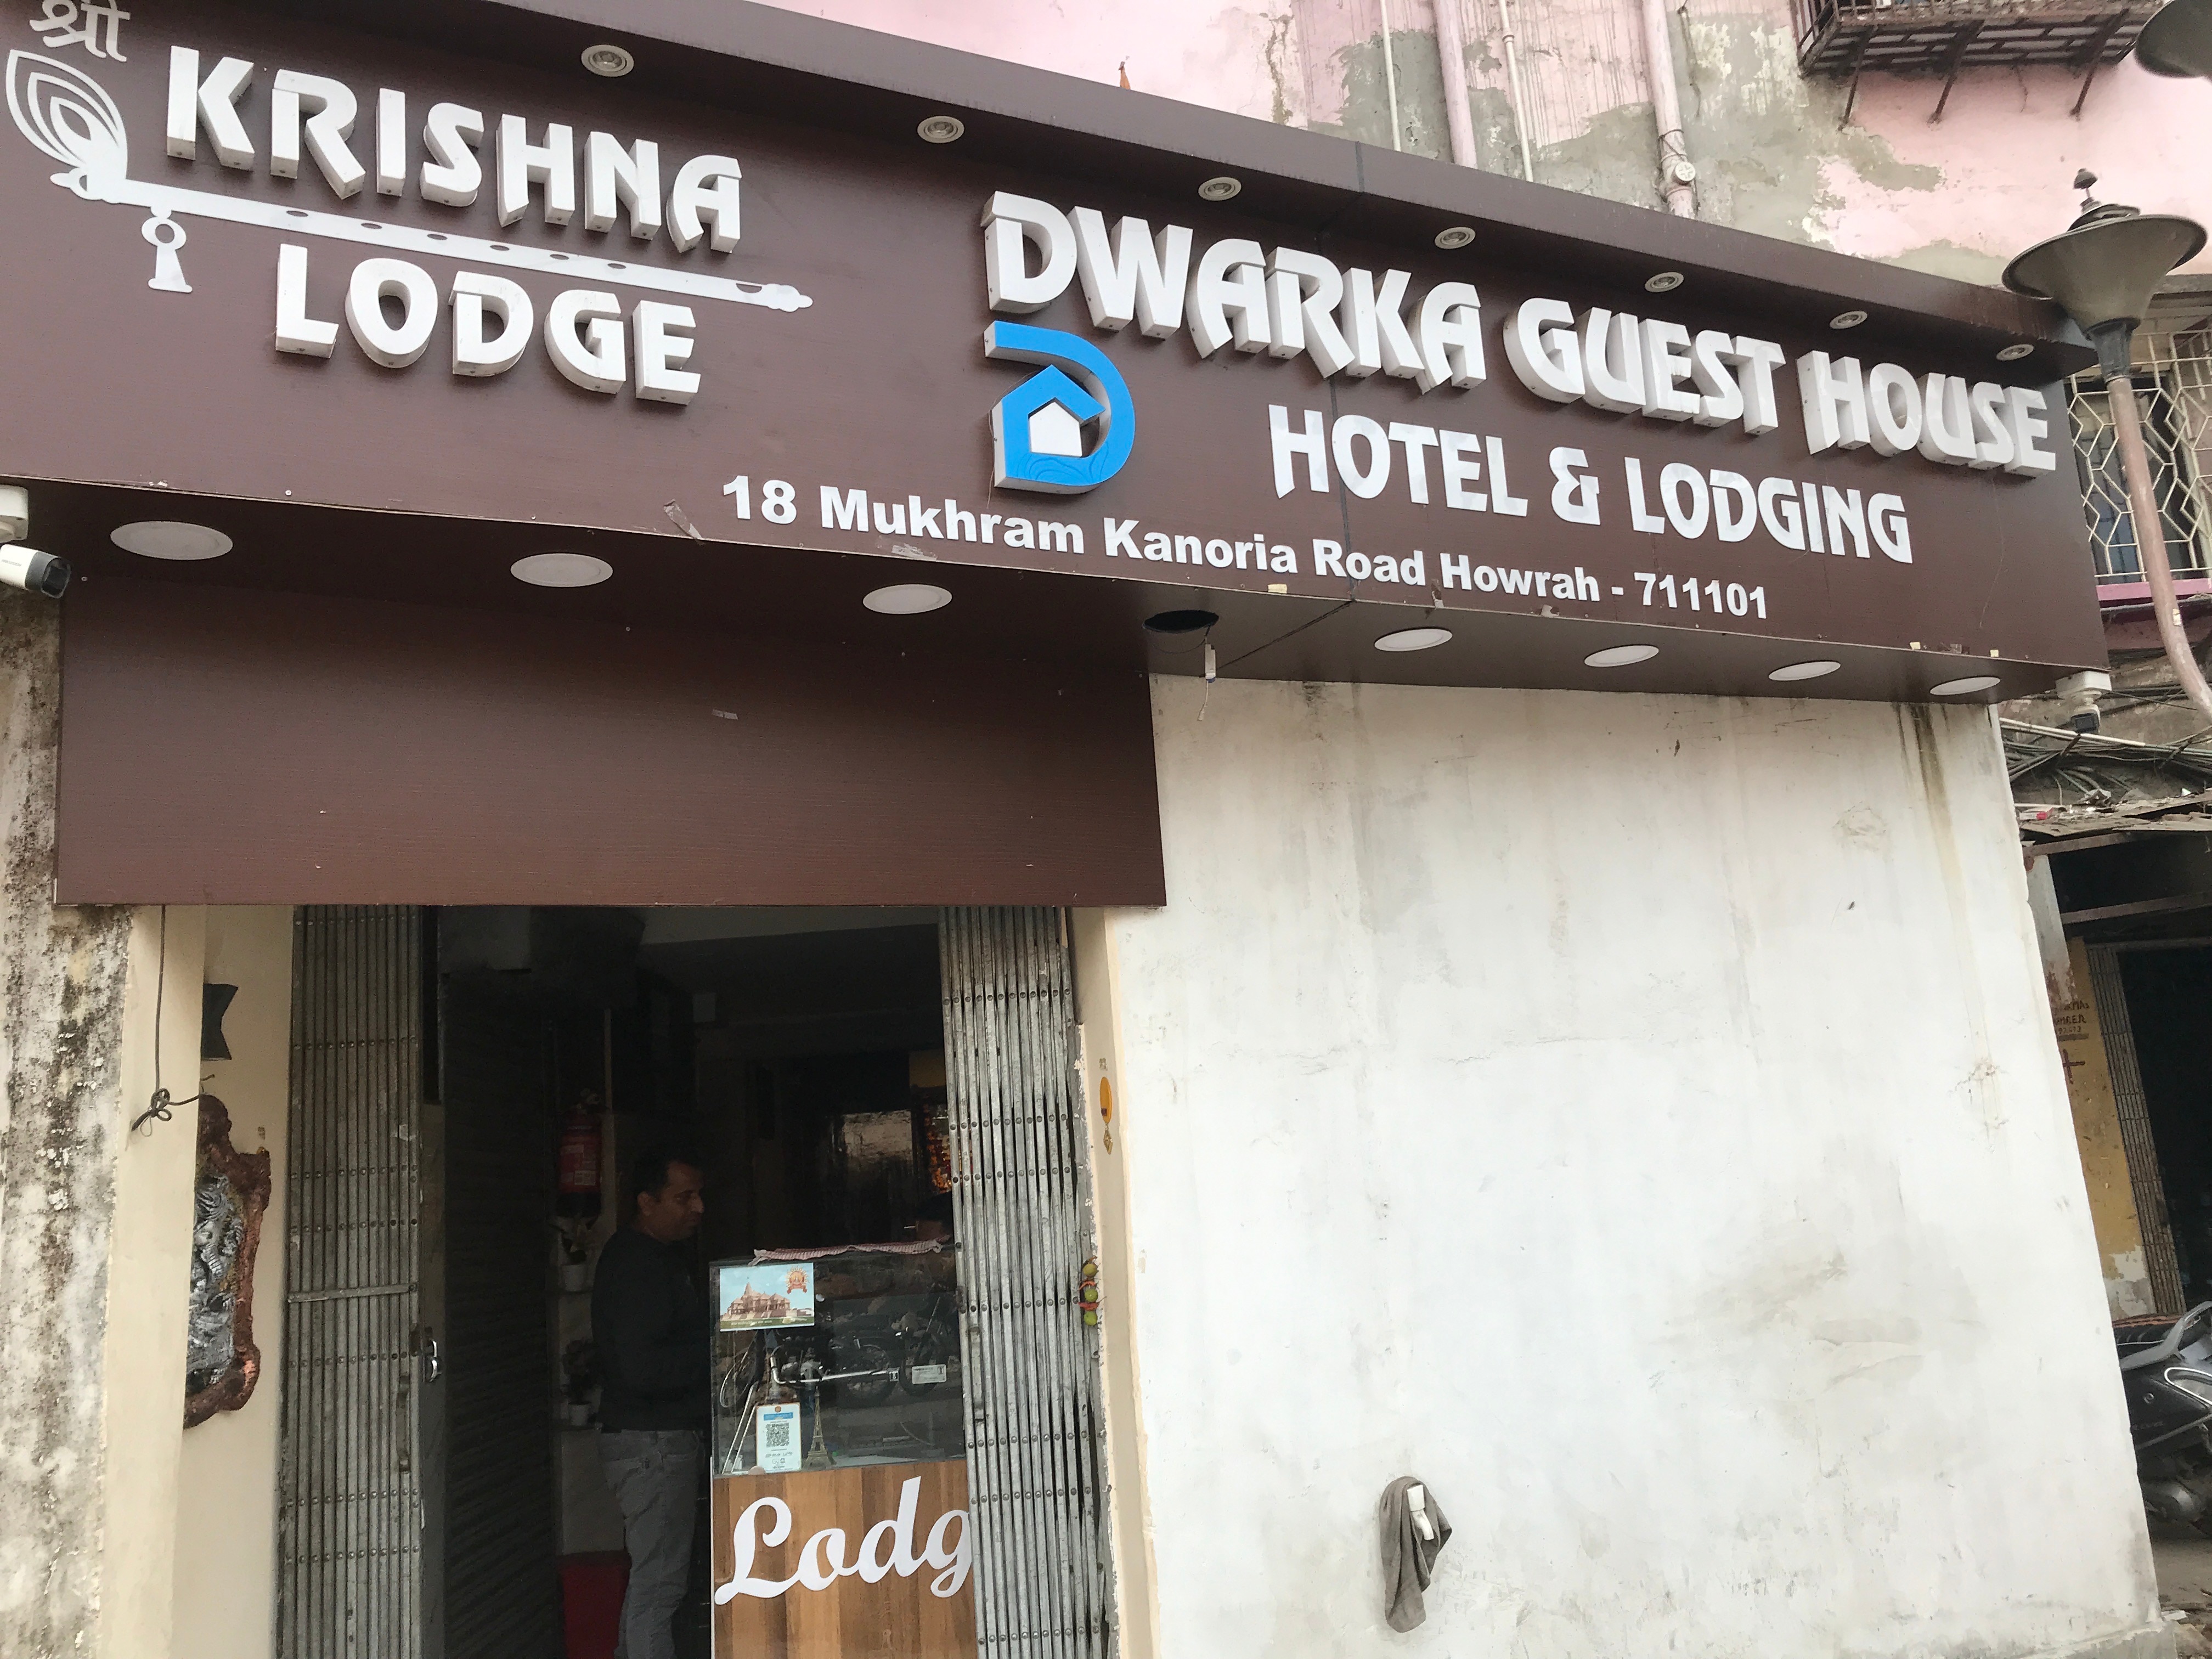 श्री
KRISHNA
LODGE
DWARKA GUEST HOUSE
HOTEL & LODGING
18 Mukhram Kanoria Road Howrah - 711101
Lodg